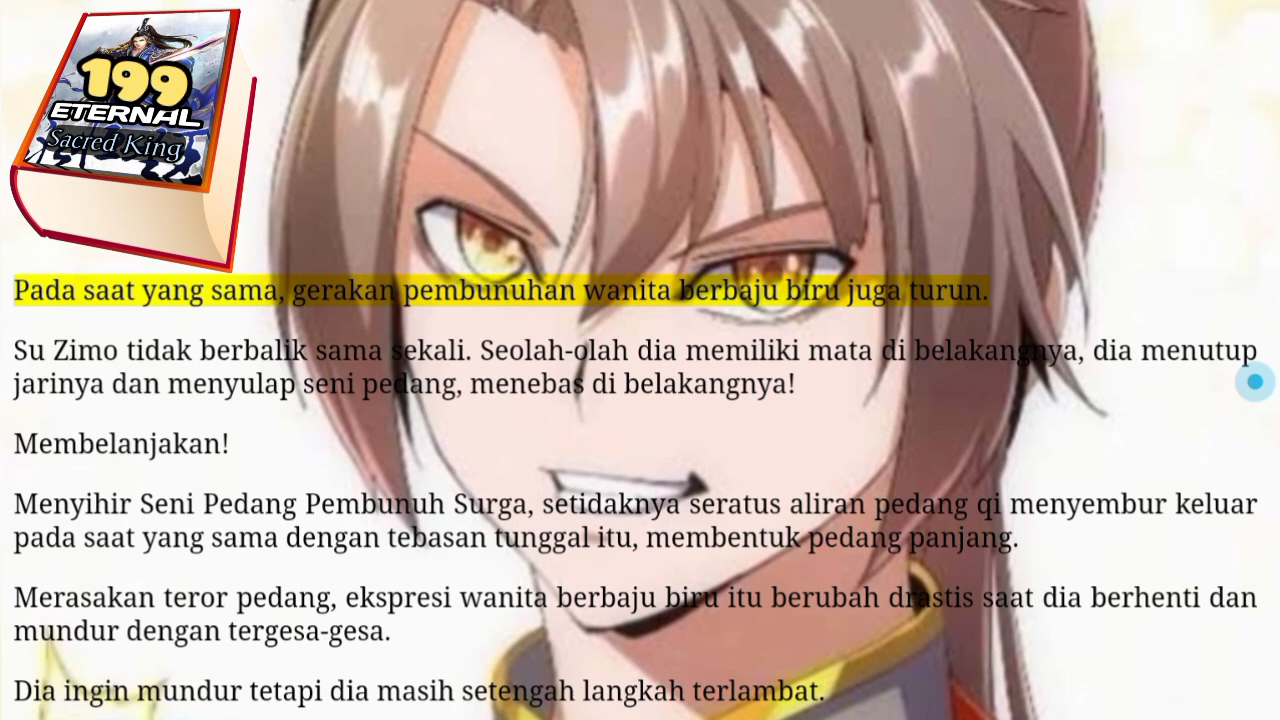 199
ETERNAL
Sacred King
Pada saat yang sama, gerakan pembunuhan wanita berbaju biru juga turun.
Su Zimo tidak berbalik sama sekali. Seolah-olah dia memiliki mata di belakangnya, dia menutup
jarinya dan menyulap seni pedang, menebas di belakangnya!
Membelanjakan!
Menyihir Seni Pedang Pembunuh Surga, setidaknya seratus aliran pedang qi menyembur keluar
pada saat yang sama dengan tebasan tunggal itu, membentuk pedang panjang.
Merasakan teror pedang, ekspresi wanita berbaju biru itu berubah drastis saat dia berhenti dan
mundur dengan tergesa-gesa.
Dia ingin mundur tetapi dia masih setengah langkah terlambat.